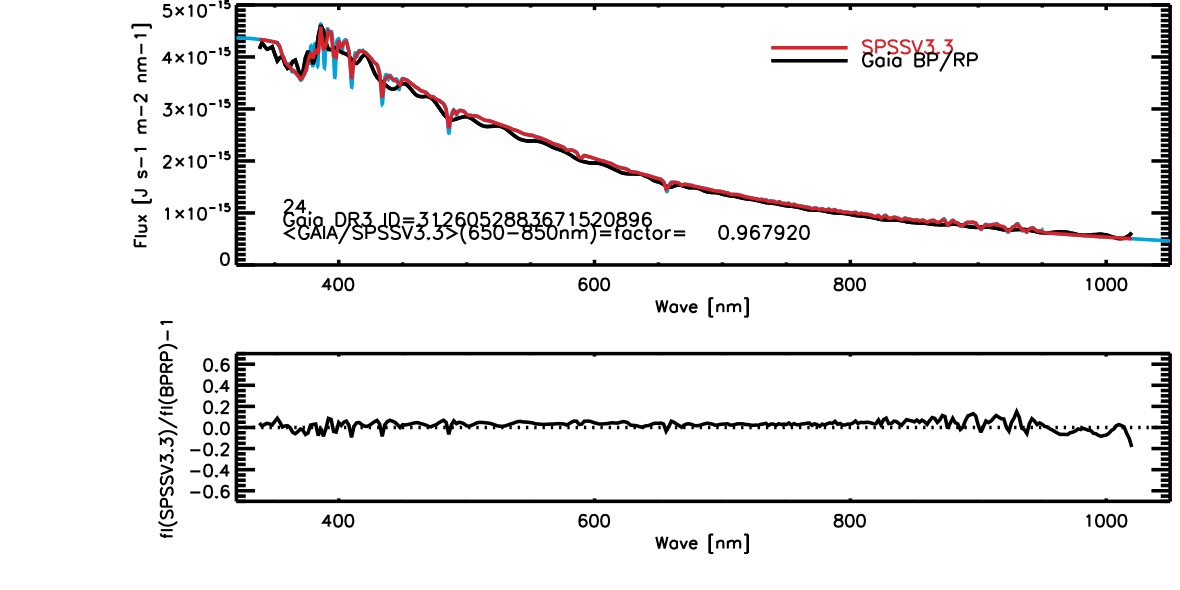 5×10⁻¹⁵
4×10⁻¹⁵
3×10⁻¹⁵
2×10⁻¹⁵
1×10⁻¹⁵
0
Flux [J s−1 m−2 nm−1]
SPSSV3.3
Gaia BP/RP
24.
Gaia DR3 ID=3126052883671520896
<GAIA/SPSSV3.3>(650−850nm)=factor= 0.967920
400 600 800 1000
Wave [nm]
fl(SPSSV3.3)/fl(BPRP)−1
0.6
0.4
0.2
0.0
−0.2
−0.4
−0.6
400 600 800 1000
Wave [nm]